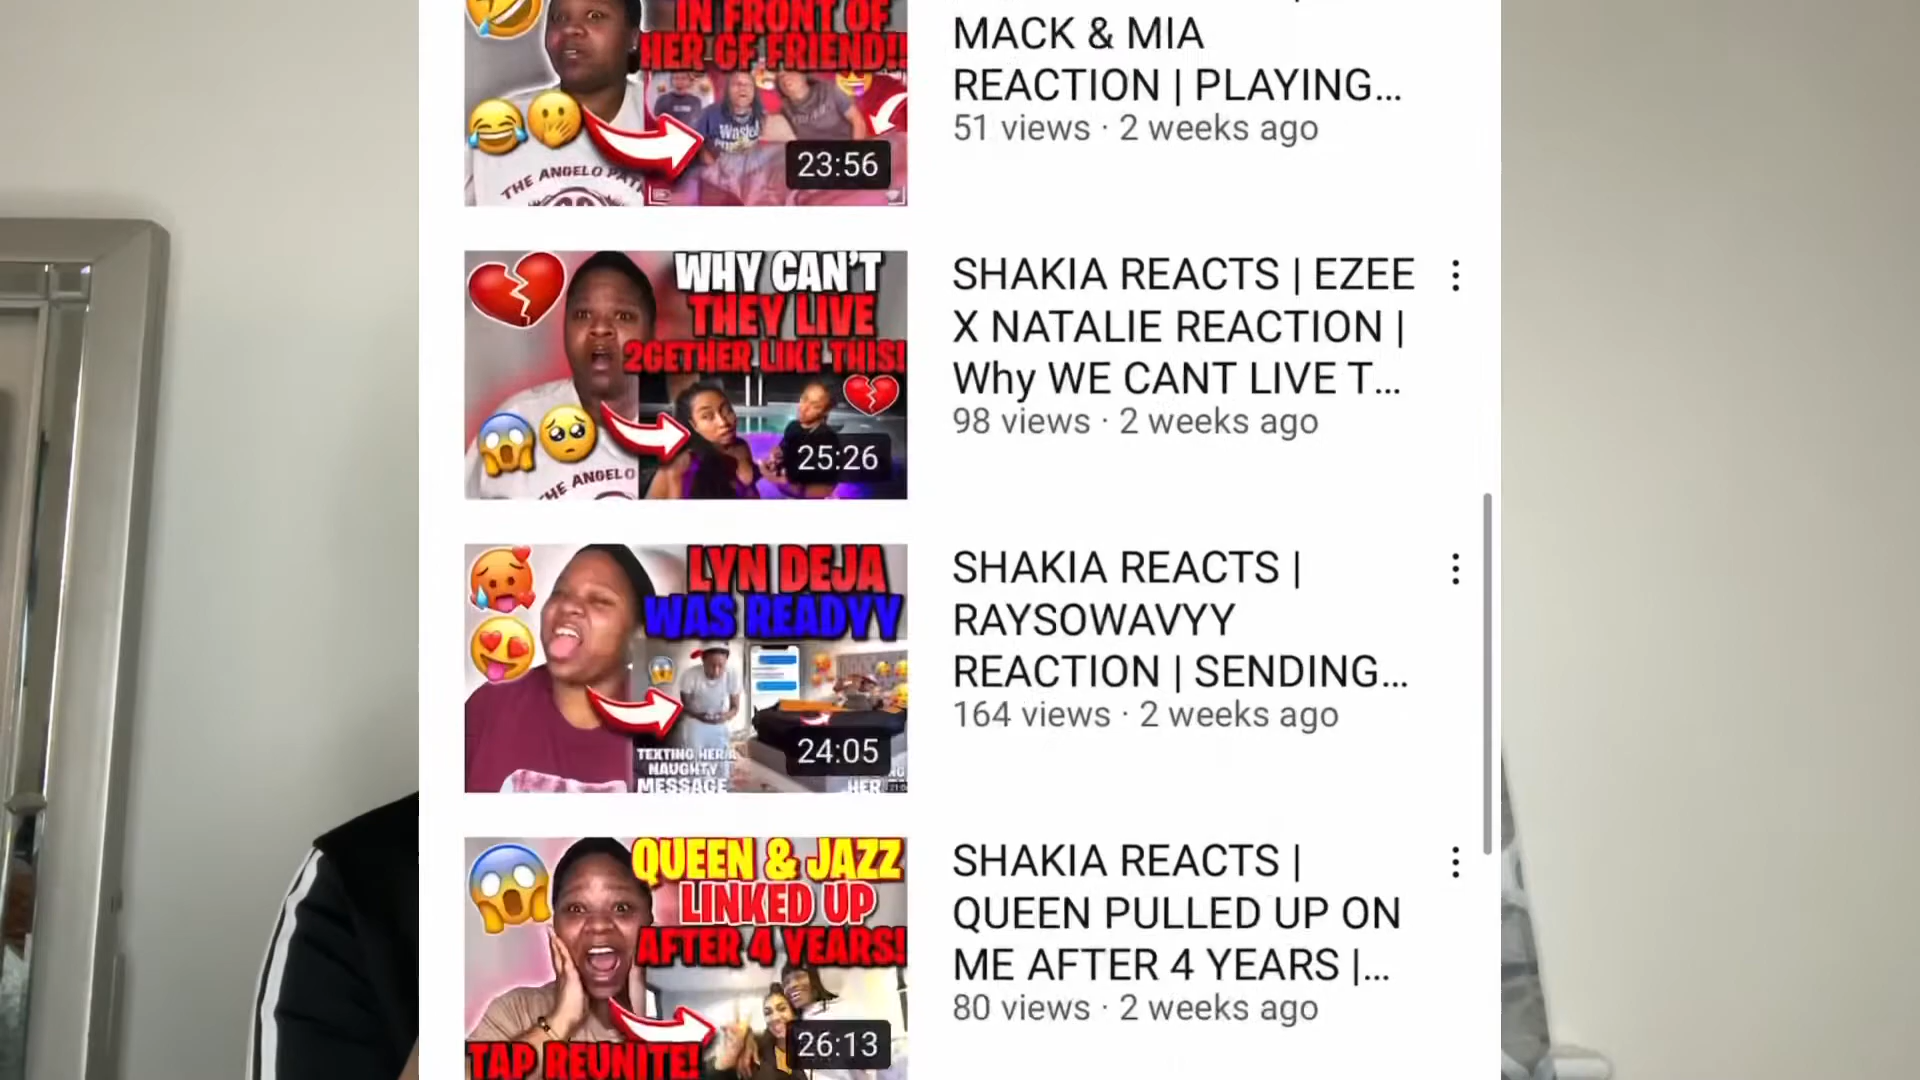 IN FRONT OF
HER GF FRIEND!!
THE ANGELO
23:56
MACK & MIA
REACTION | PLAYING...
51 views · 2 weeks ago
WHY CAN'T
THEY LIVE
2GETHER LIKE THIS!
THE ANGELO
25:26
SHAKIA REACTS | EZEE
X NATALIE REACTION |
Why WE CANT LIVE T...
98 views · 2 weeks ago
LYN DEJA
WAS READYY
TEXTING HER A
NAUGHTY
MESSAGE
HER
24:05
SHAKIA REACTS |
RAYSOWAVYY
REACTION | SENDING...
164 views · 2 weeks ago
QUEEN & JAZZ
LINKED UP
AFTER 4 YEARS!
TAP REUNITE!
26:13
SHAKIA REACTS |
QUEEN PULLED UP ON
ME AFTER 4 YEARS |...
80 views · 2 weeks ago